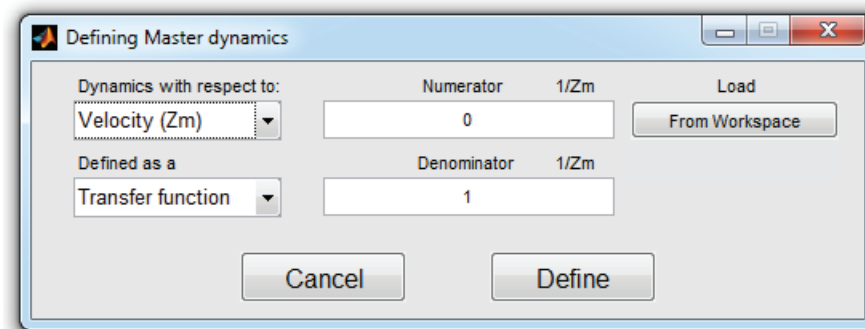 Defining Master dynamics
Dynamics with respect to: Numerator 1/Zm Load
Velocity (Zm) 0 From Workspace
Defined as a Denominator 1/Zm
Transfer function 1
Cancel Define